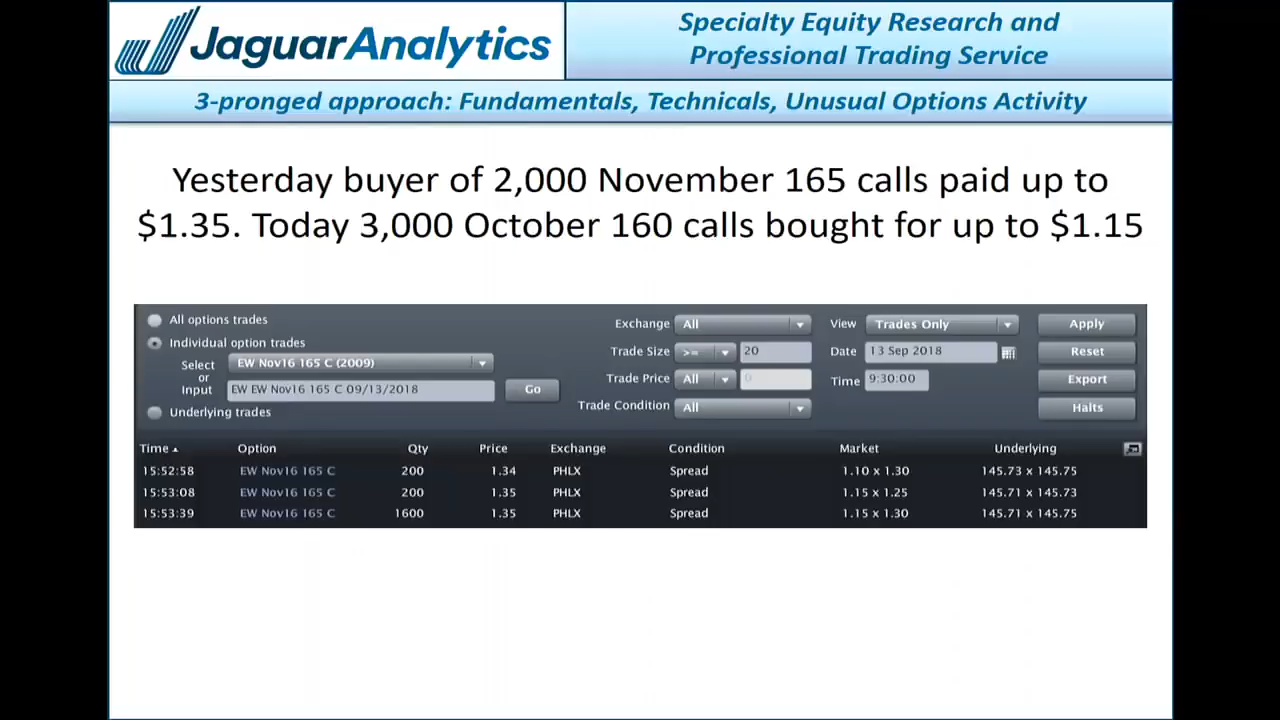 JaguarAnalytics
Specialty Equity Research and
Professional Trading Service
3-pronged approach: Fundamentals, Technicals, Unusual Options Activity
Yesterday buyer of 2,000 November 165 calls paid up to
$1.35. Today 3,000 October 160 calls bought for up to $1.15
All options trades
Individual option trades
Select EW Nov16 165 C (2009)
or
Input EW EW Nov16 165 C 09/13/2018 Go
Underlying trades
Exchange All
Trade Size >= 20
Trade Price All 0
Trade Condition All
View Trades Only
Date 13 Sep 2018
Time 9:30:00
Apply
Reset
Export
Halts
Time Option Qty Price Exchange Condition Market Underlying
15:52:58 EW Nov16 165 C 200 1.34 PHLX Spread 1.10 x 1.30 145.73 x 145.75
15:53:08 EW Nov16 165 C 200 1.35 PHLX Spread 1.15 x 1.25 145.71 x 145.73
15:53:39 EW Nov16 165 C 1600 1.35 PHLX Spread 1.15 x 1.30 145.71 x 145.75